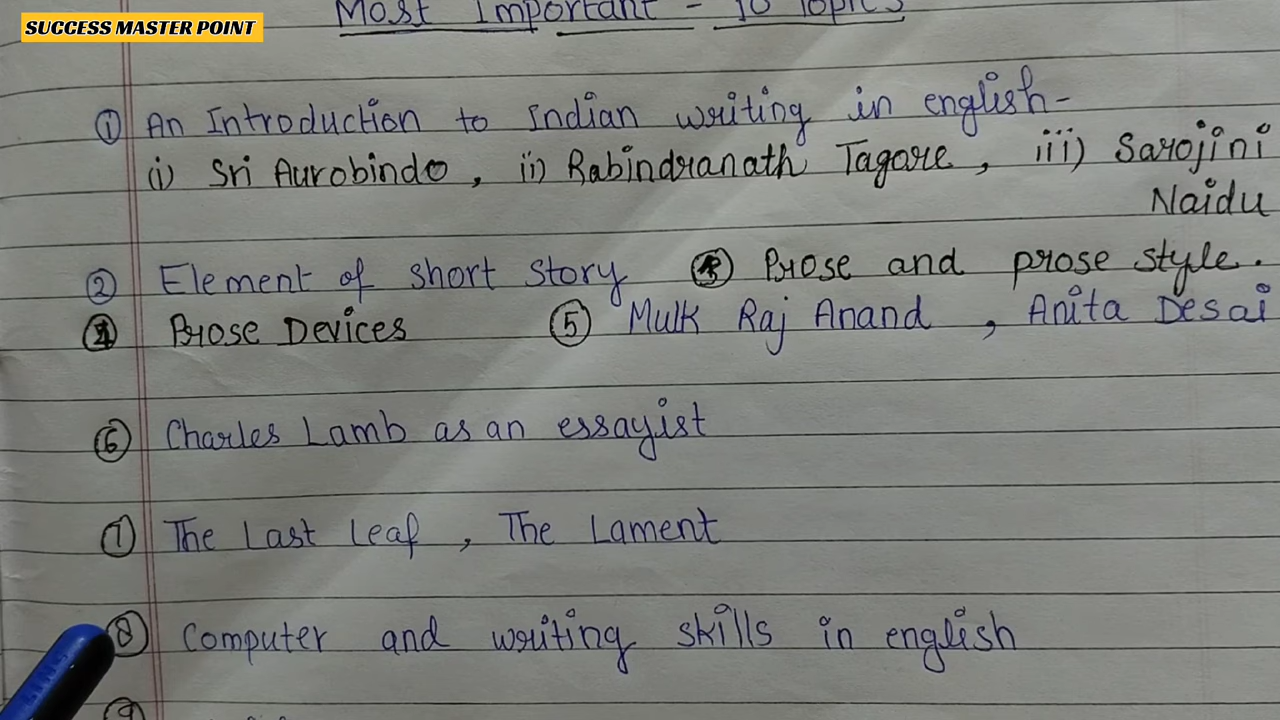 SUCCESS MASTER POINT
Most Important - 10 Topics
① An Introduction to Indian writing in english-
(i) Sri Aurobindo, ii) Rabindranath Tagore, iii) Sarojini
Naidu
② Element of short story ③ Prose and prose style.
④ Prose Devices ⑤ Mulk Raj Anand, Anita Desai
⑥ Charles Lamb as an essayist
⑦ The Last Leaf, The Lament
⑧ Computer and writing skills in english
⑨